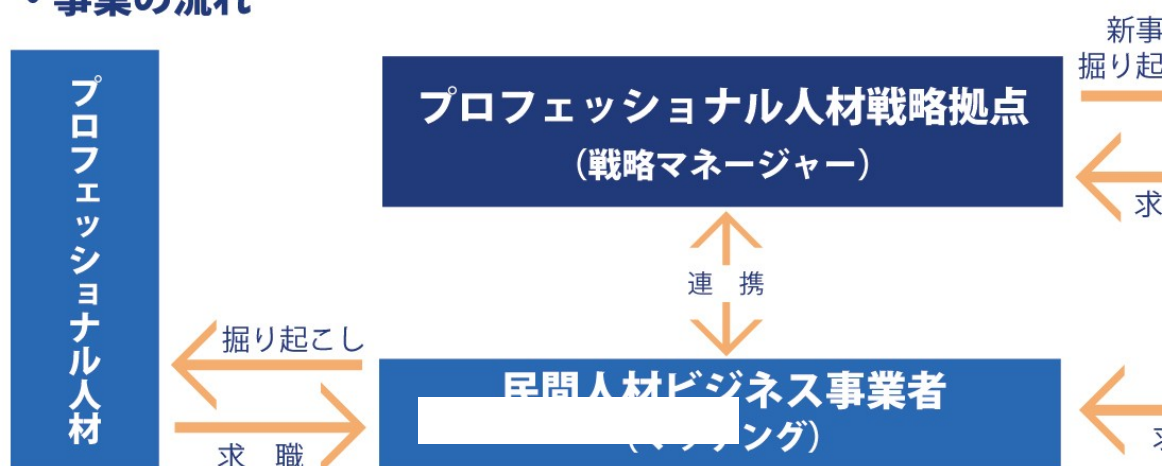 ・事業の流れ
プロフェッショナル人材
プロフェッショナル人材戦略拠点
（戦略マネージャー）
新事
掘り起
求
連　携
掘り起こし
求　職
民間人材ビジネス事業者